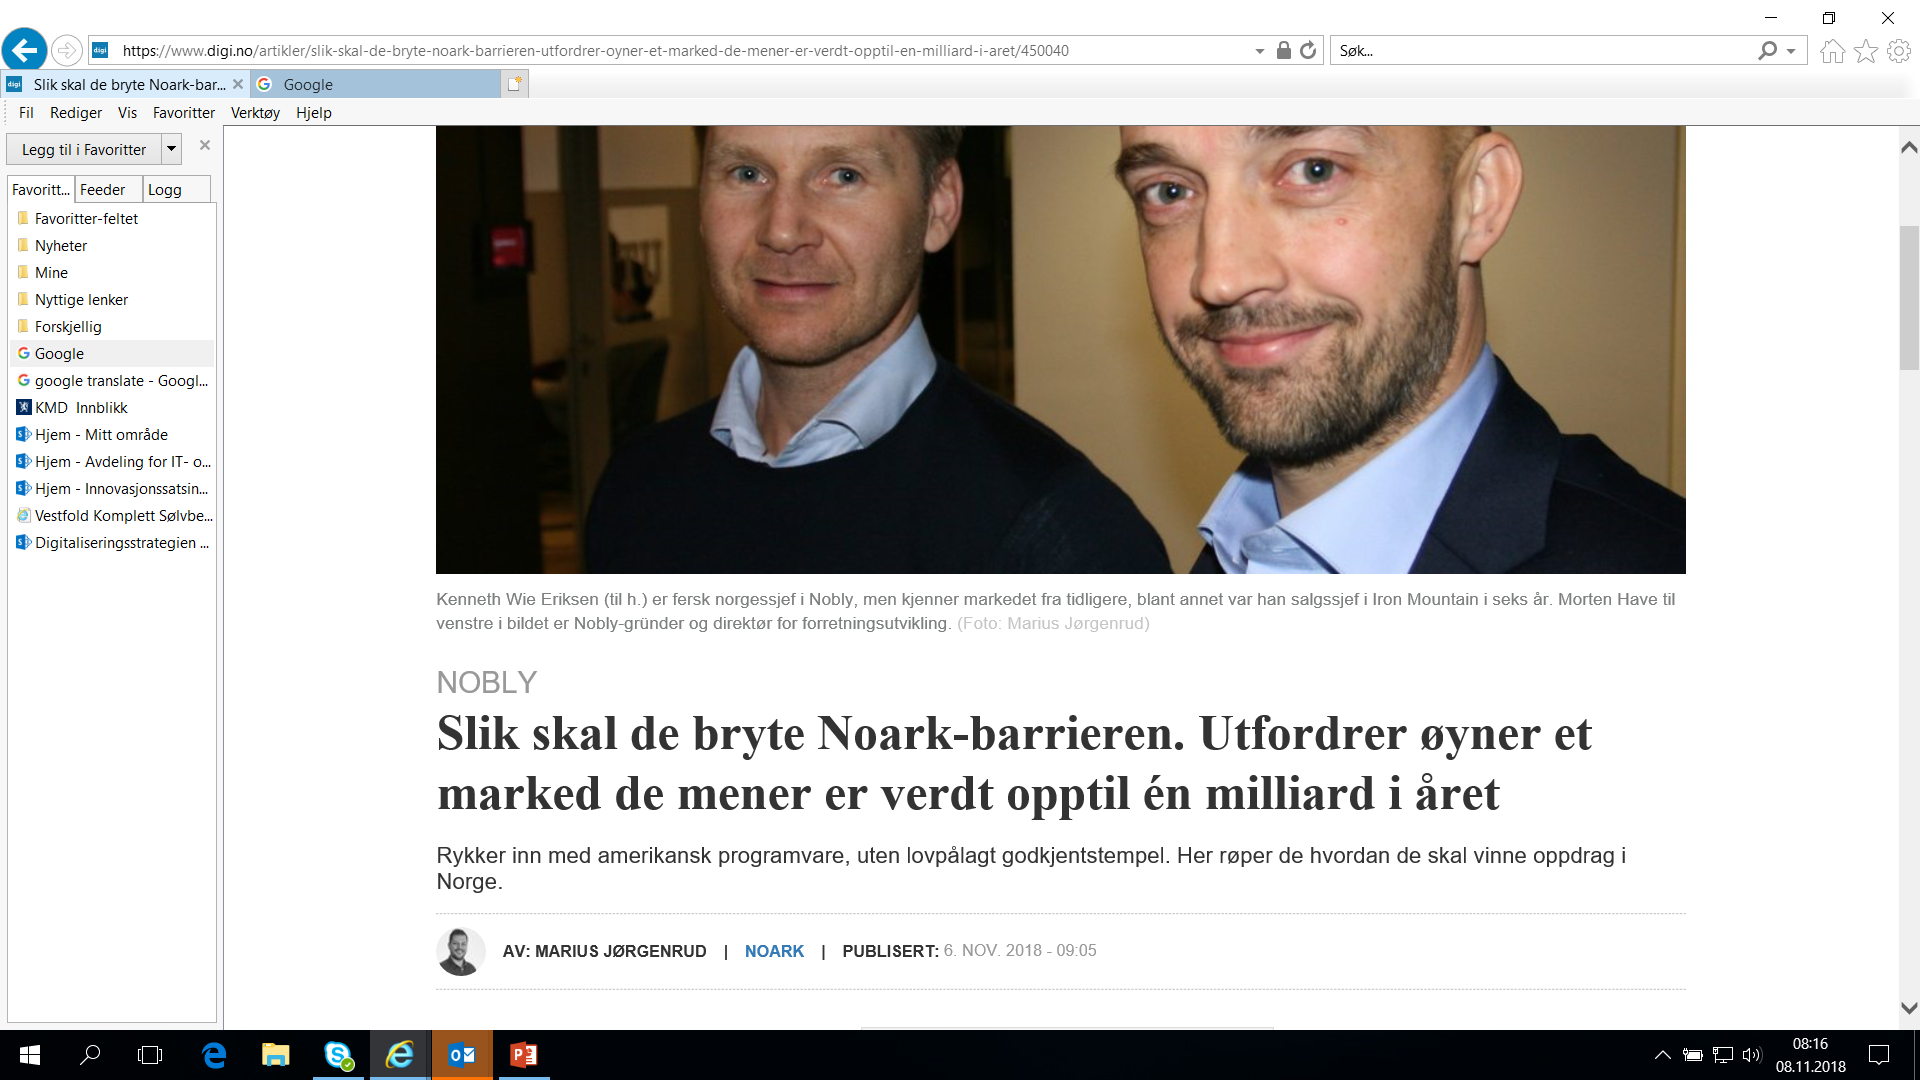 https://www.digi.no/artikler/slik-skal-de-bryte-noark-barrieren-utfordrer-oyner-et-marked-de-mener-er-verdt-opptil-en-milliard-i-aret/450040
Søk...
digi Slik skal de bryte Noark-bar...
Google
Fil Rediger Vis Favoritter Verktøy Hjelp
Legg til i Favoritter
Favoritt... Feeder Logg
Favoritter-feltet
Nyheter
Mine
Nyttige lenker
Forskjellig
Google
google translate - Googl...
KMD Innblikk
Hjem - Mitt område
Hjem - Avdeling for IT- o...
Hjem - Innovasjonssatsin...
Vestfold Komplett Sølvbe...
Digitaliseringsstrategien ...
Kenneth Wie Eriksen (til h.) er fersk norgessjef i Nobly, men kjenner markedet fra tidligere, blant annet var han salgssjef i Iron Mountain i seks år. Morten Have til
venstre i bildet er Nobly-gründer og direktør for forretningsutvikling. (Foto: Marius Jørgenrud)
NOBLY
Slik skal de bryte Noark-barrieren. Utfordrer øyner et
marked de mener er verdt opptil én milliard i året
Rykker inn med amerikansk programvare, uten lovpålagt godkjentstempel. Her røper de hvordan de skal vinne oppdrag i
Norge.
AV: MARIUS JØRGENRUD | NOARK | PUBLISERT: 6. NOV. 2018 - 09:05
08:16
08.11.2018